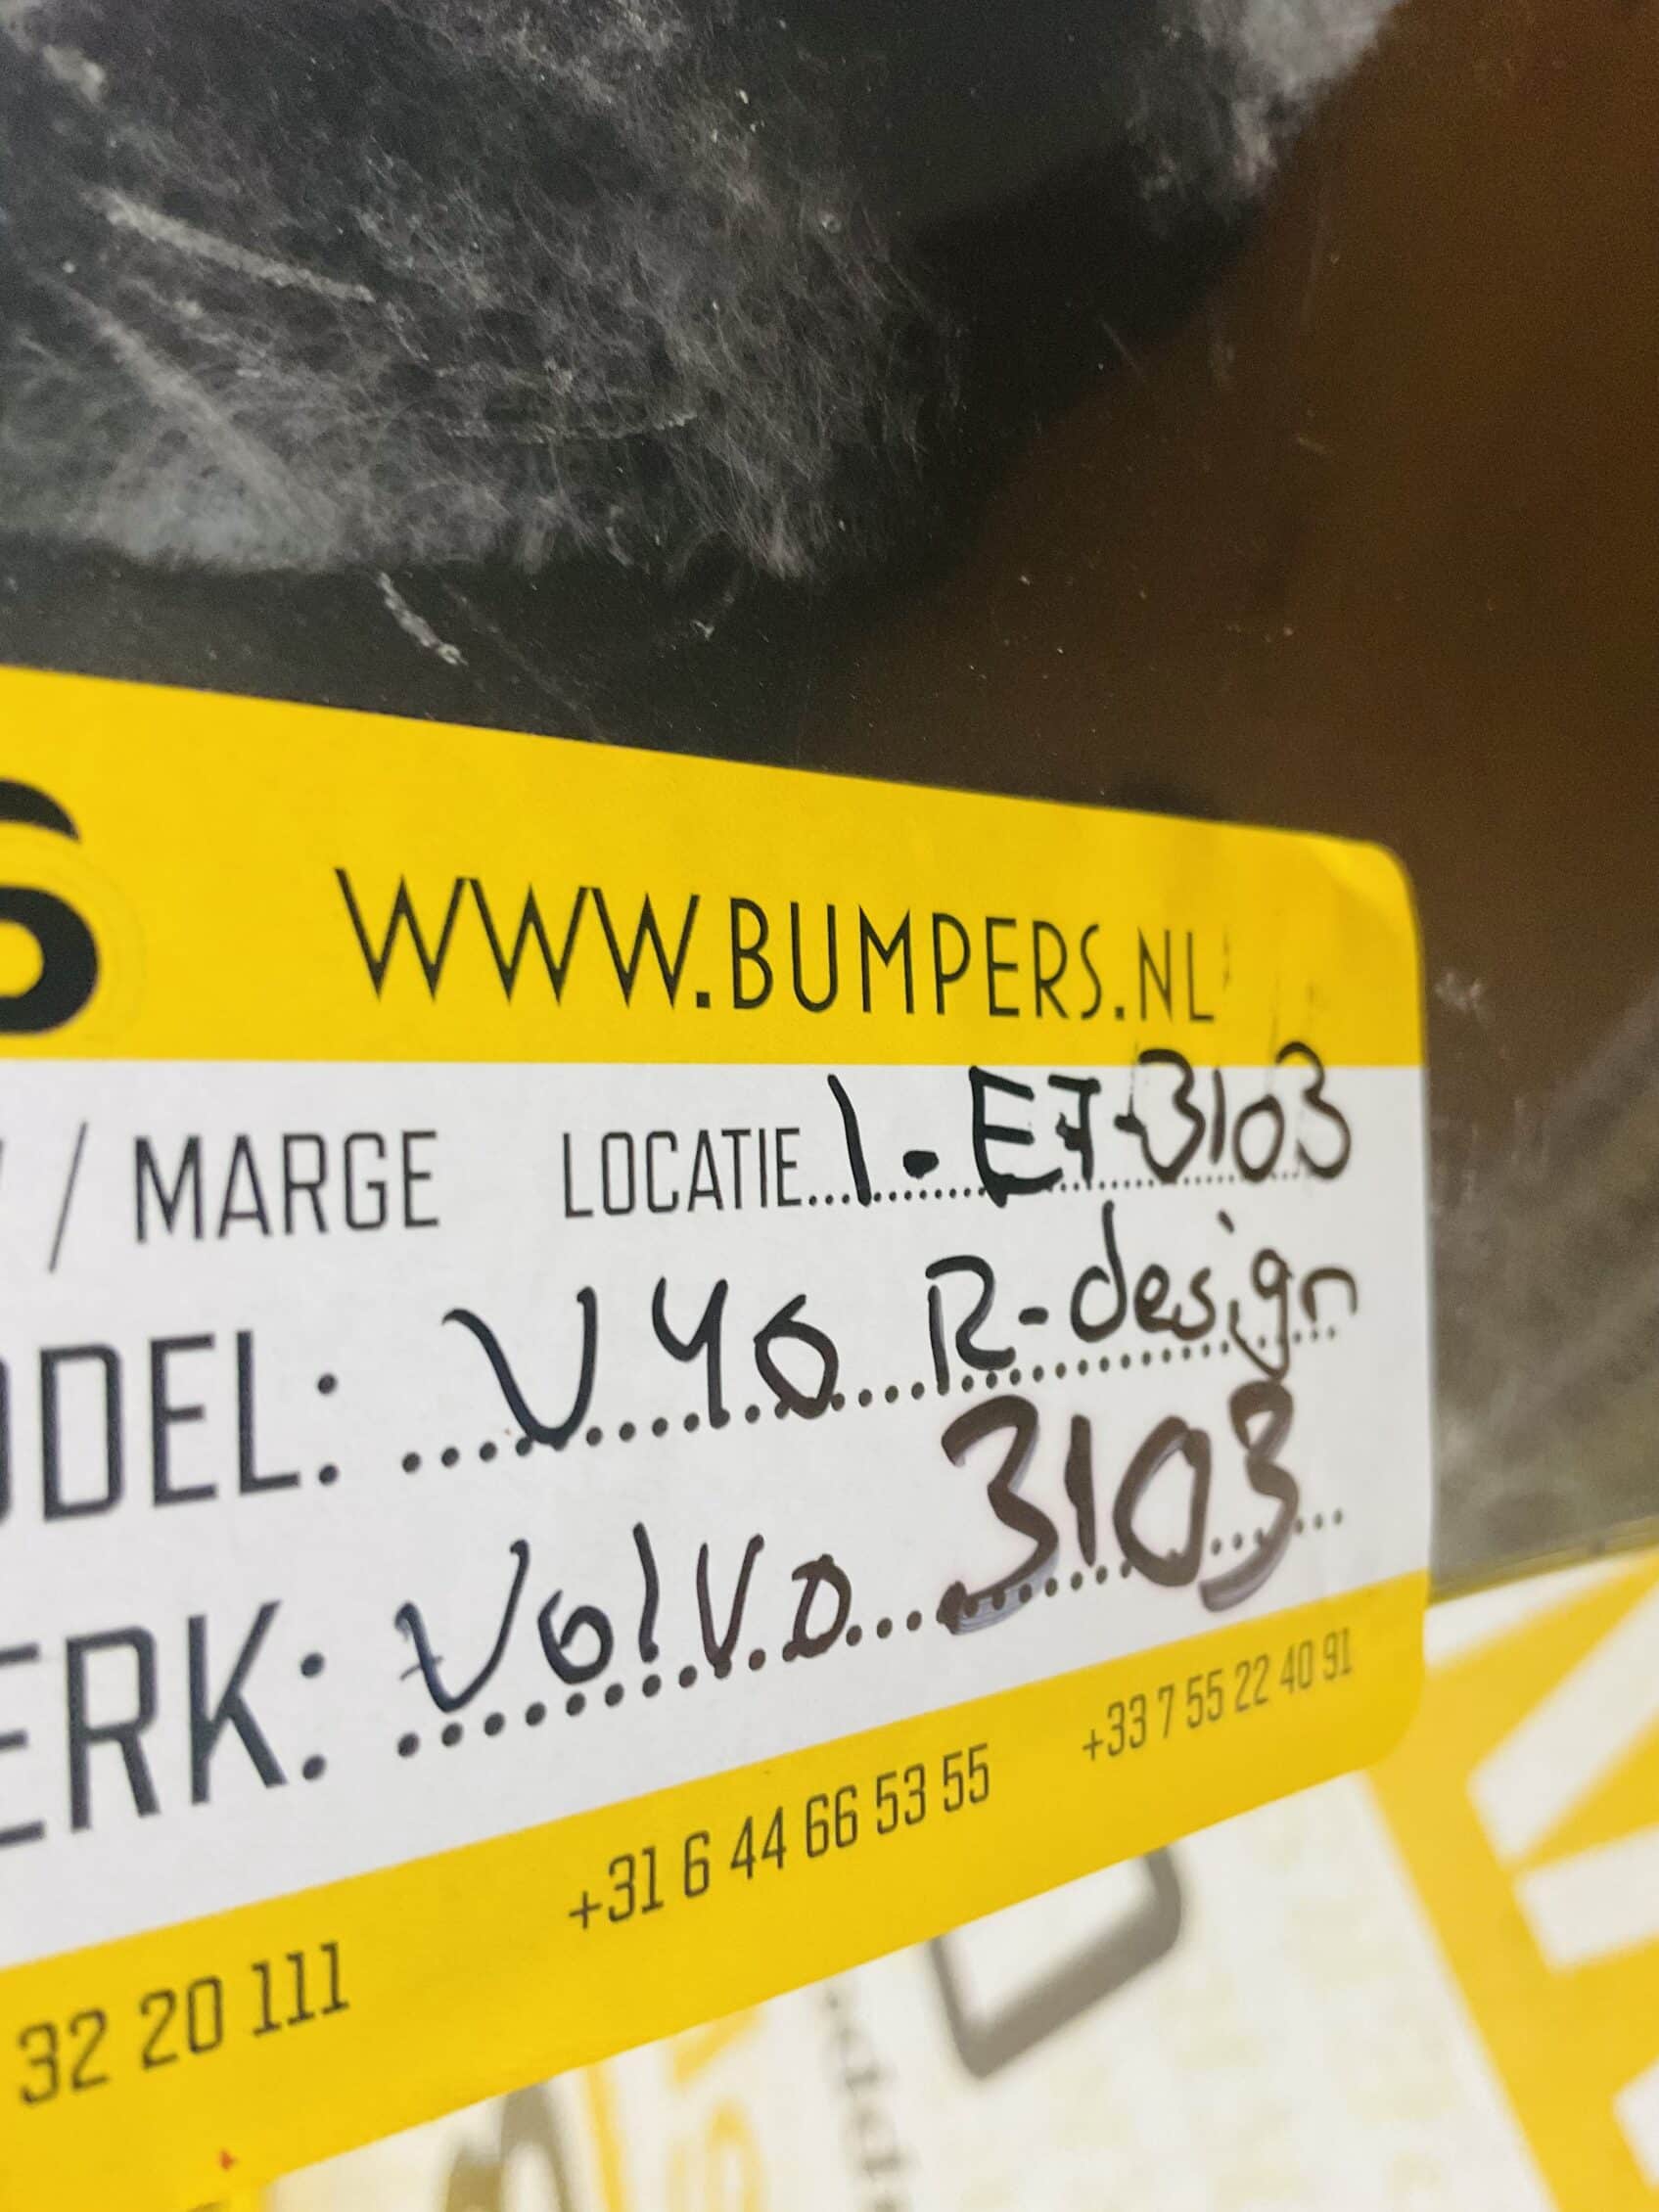 S WWW.BUMPERS.NL
/ MARGE LOCATIE 1-E7-3103
ODEL: V40 R-design
ERK: Volvo 3103
32 20 111 +31 6 44 66 53 55 +33 7 55 22 40 91